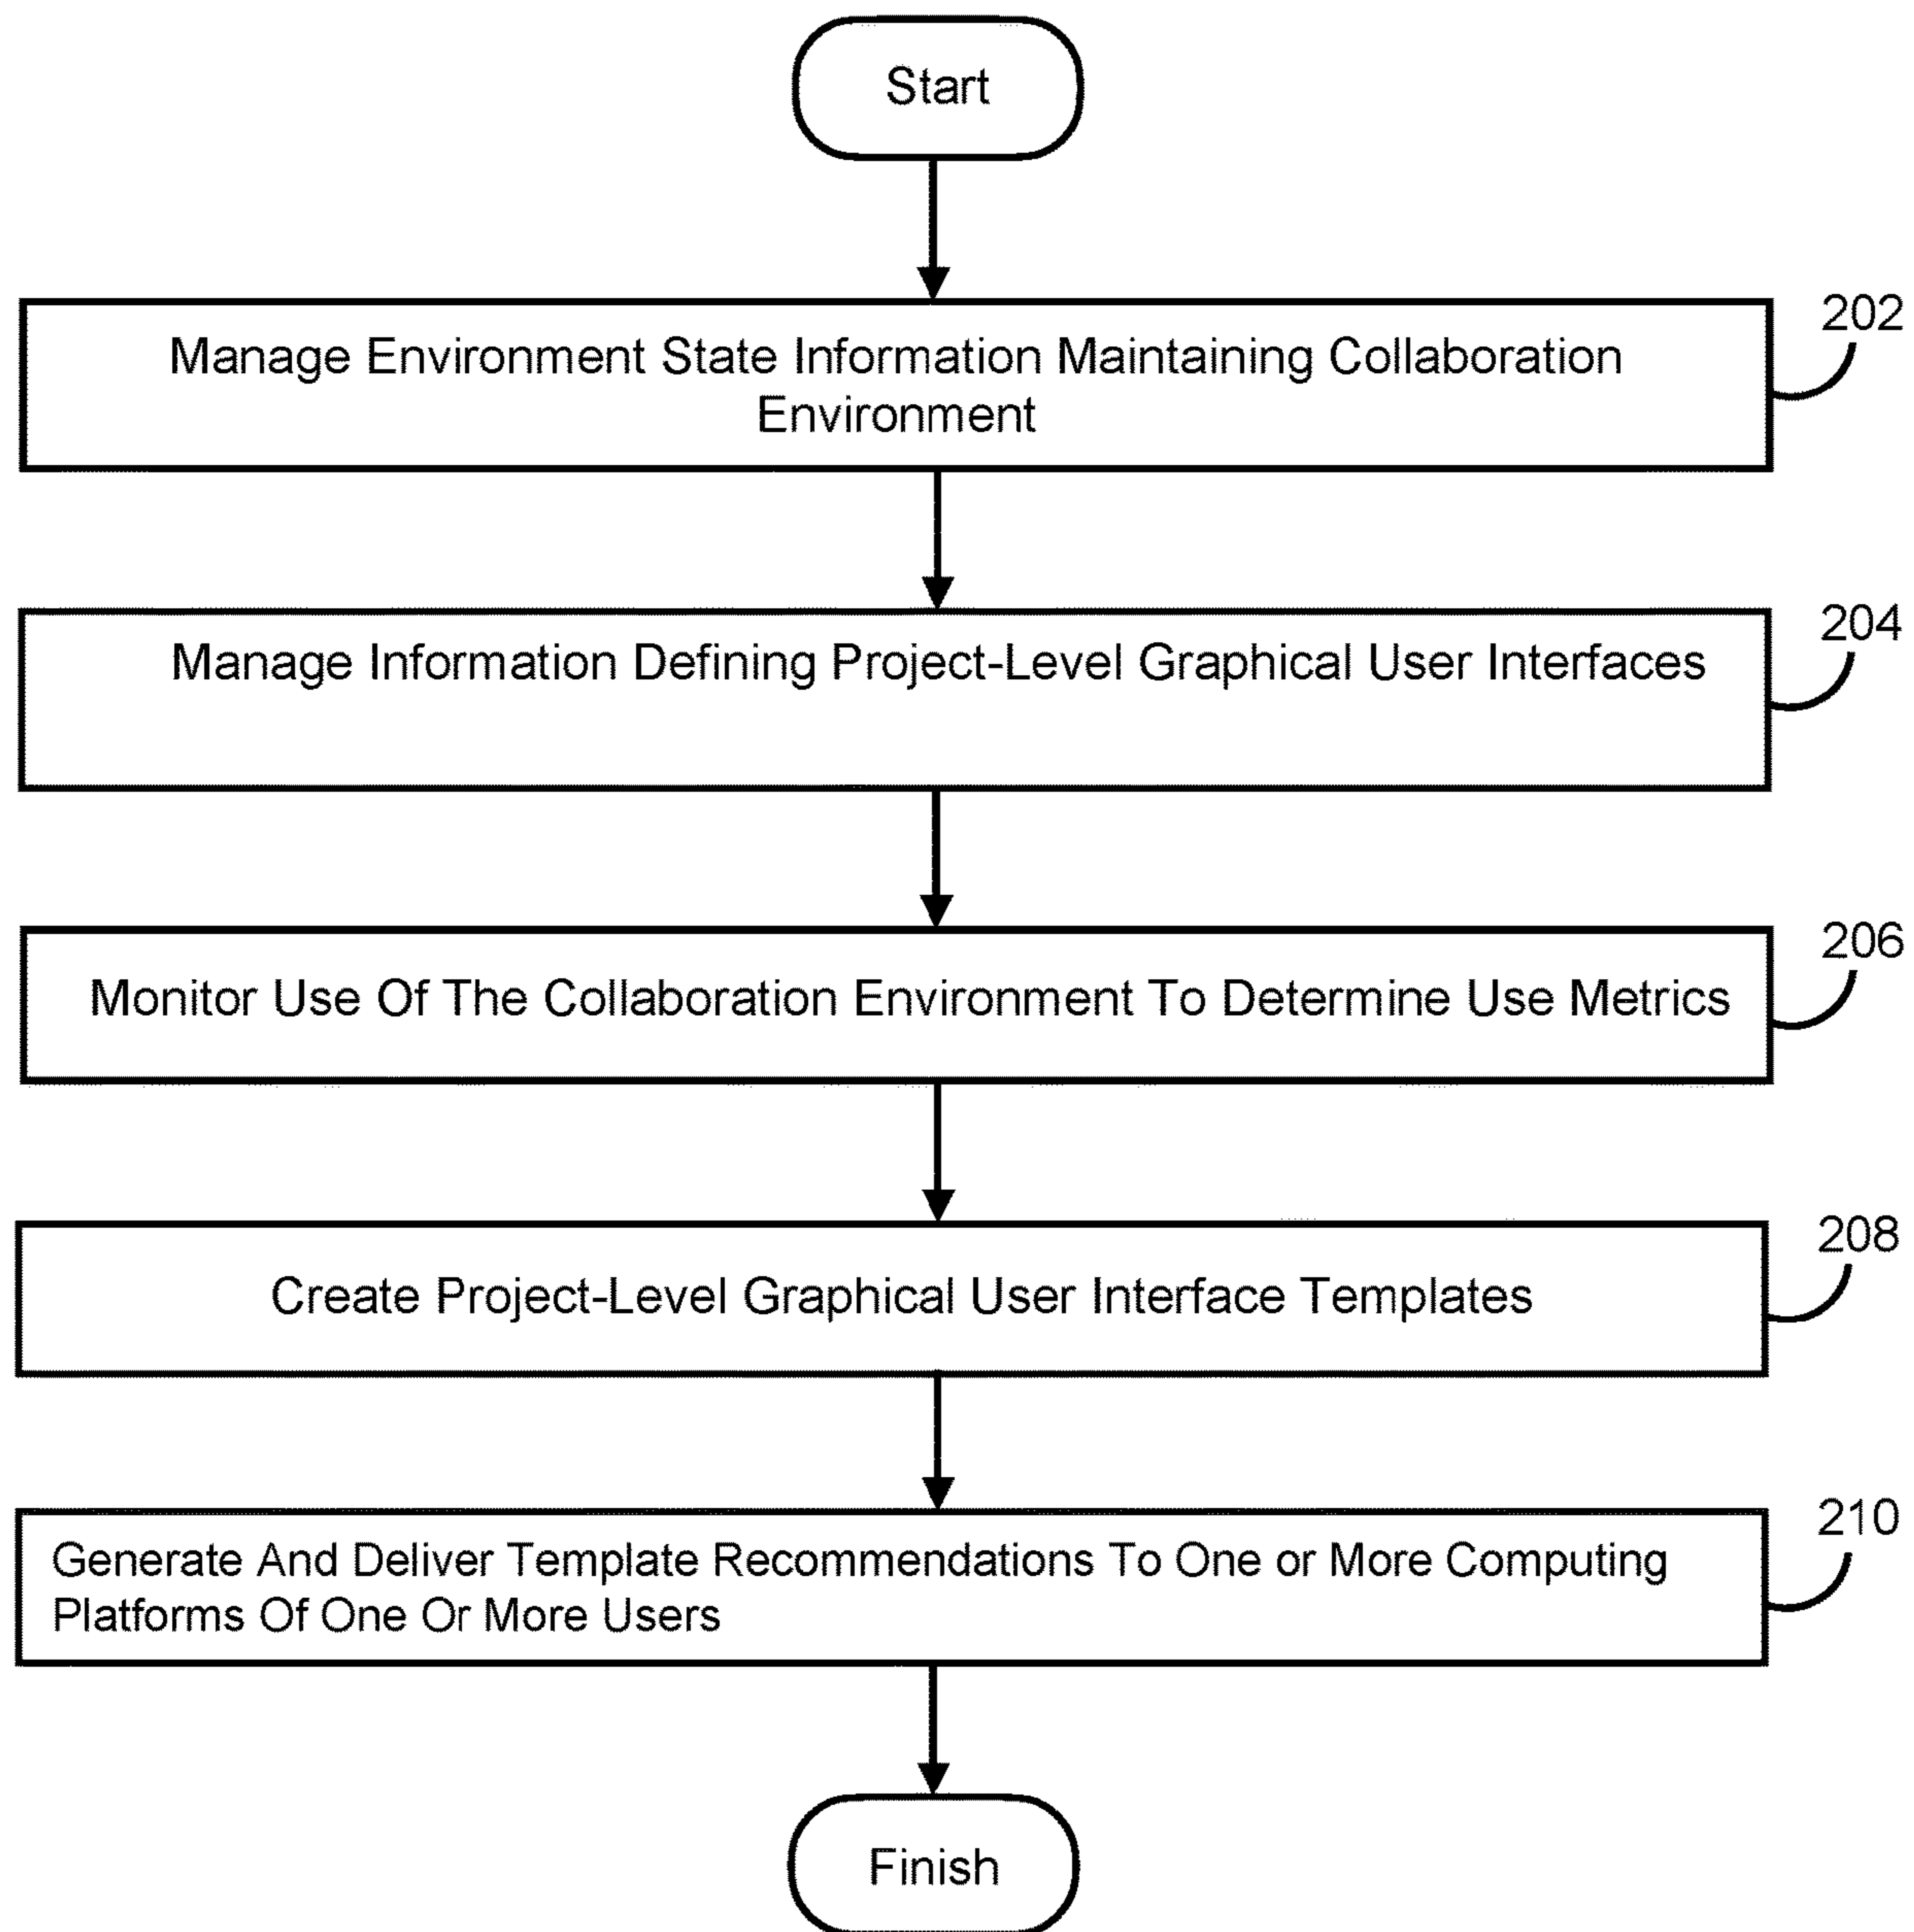 Start
202
Manage Environment State Information Maintaining Collaboration
Environment
204
Manage Information Defining Project-Level Graphical User Interfaces
206
Monitor Use Of The Collaboration Environment To Determine Use Metrics
208
Create Project-Level Graphical User Interface Templates
210
Generate And Deliver Template Recommendations To One or More Computing
Platforms Of One Or More Users
Finish